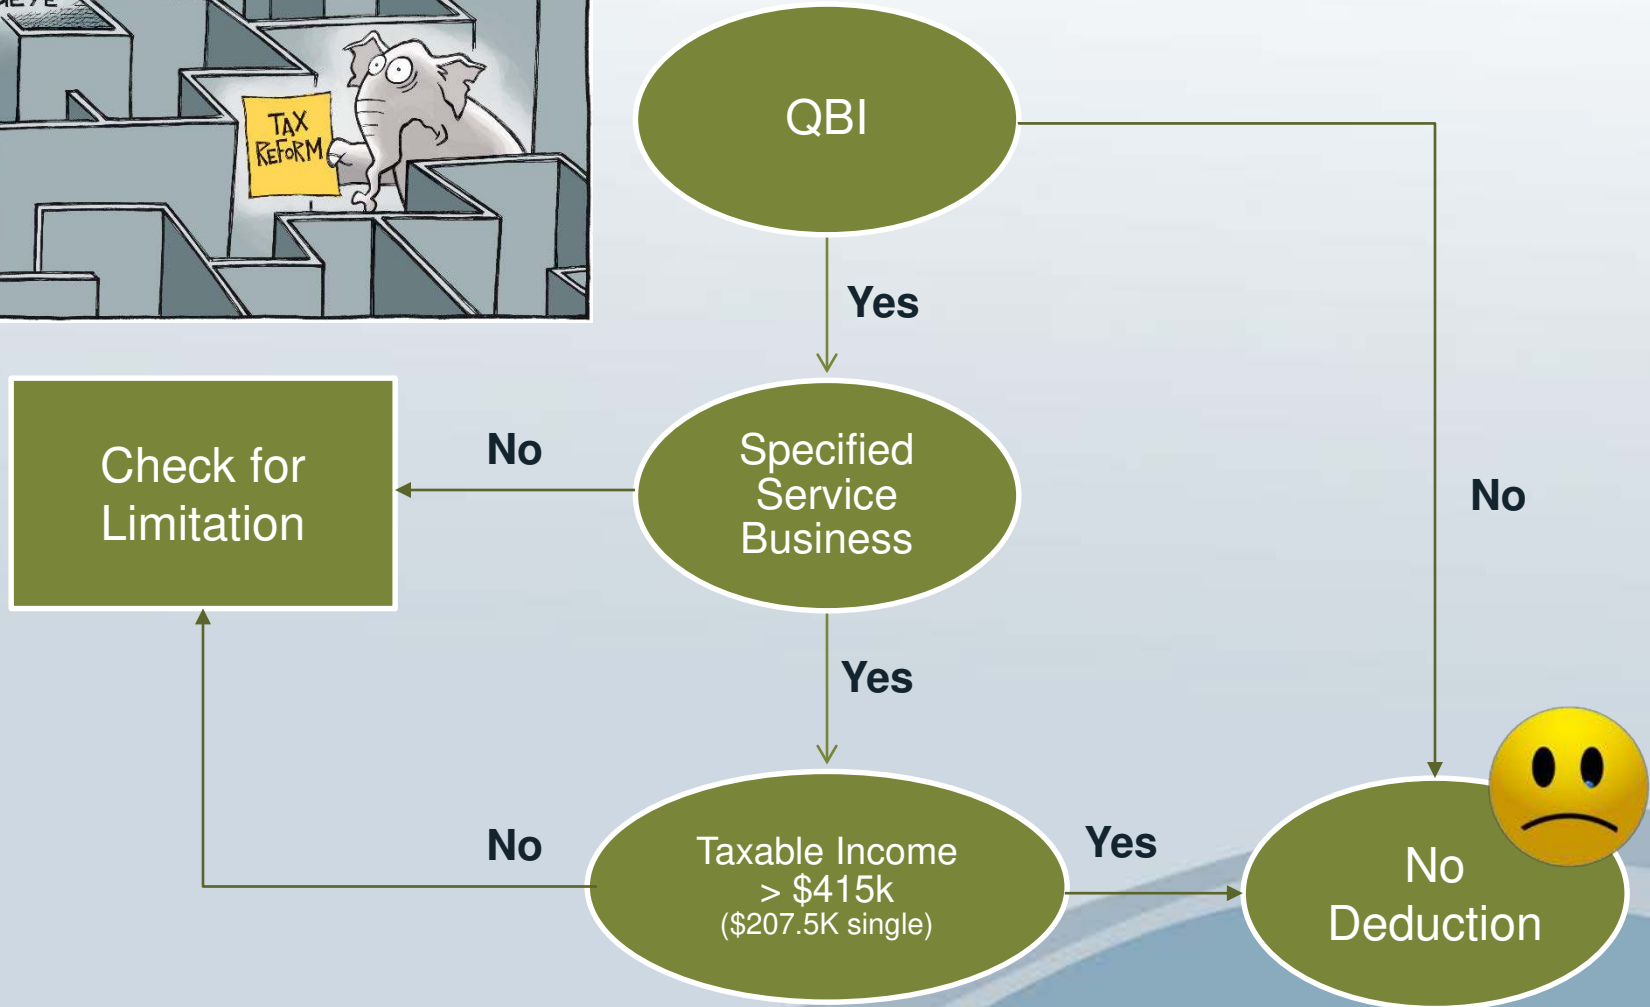 TAX
REFORM
QBI
Yes
No
Specified
Service
Business
No
Check for
Limitation
Yes
Taxable Income
> $415k
($207.5K single)
No
Yes
No
Deduction